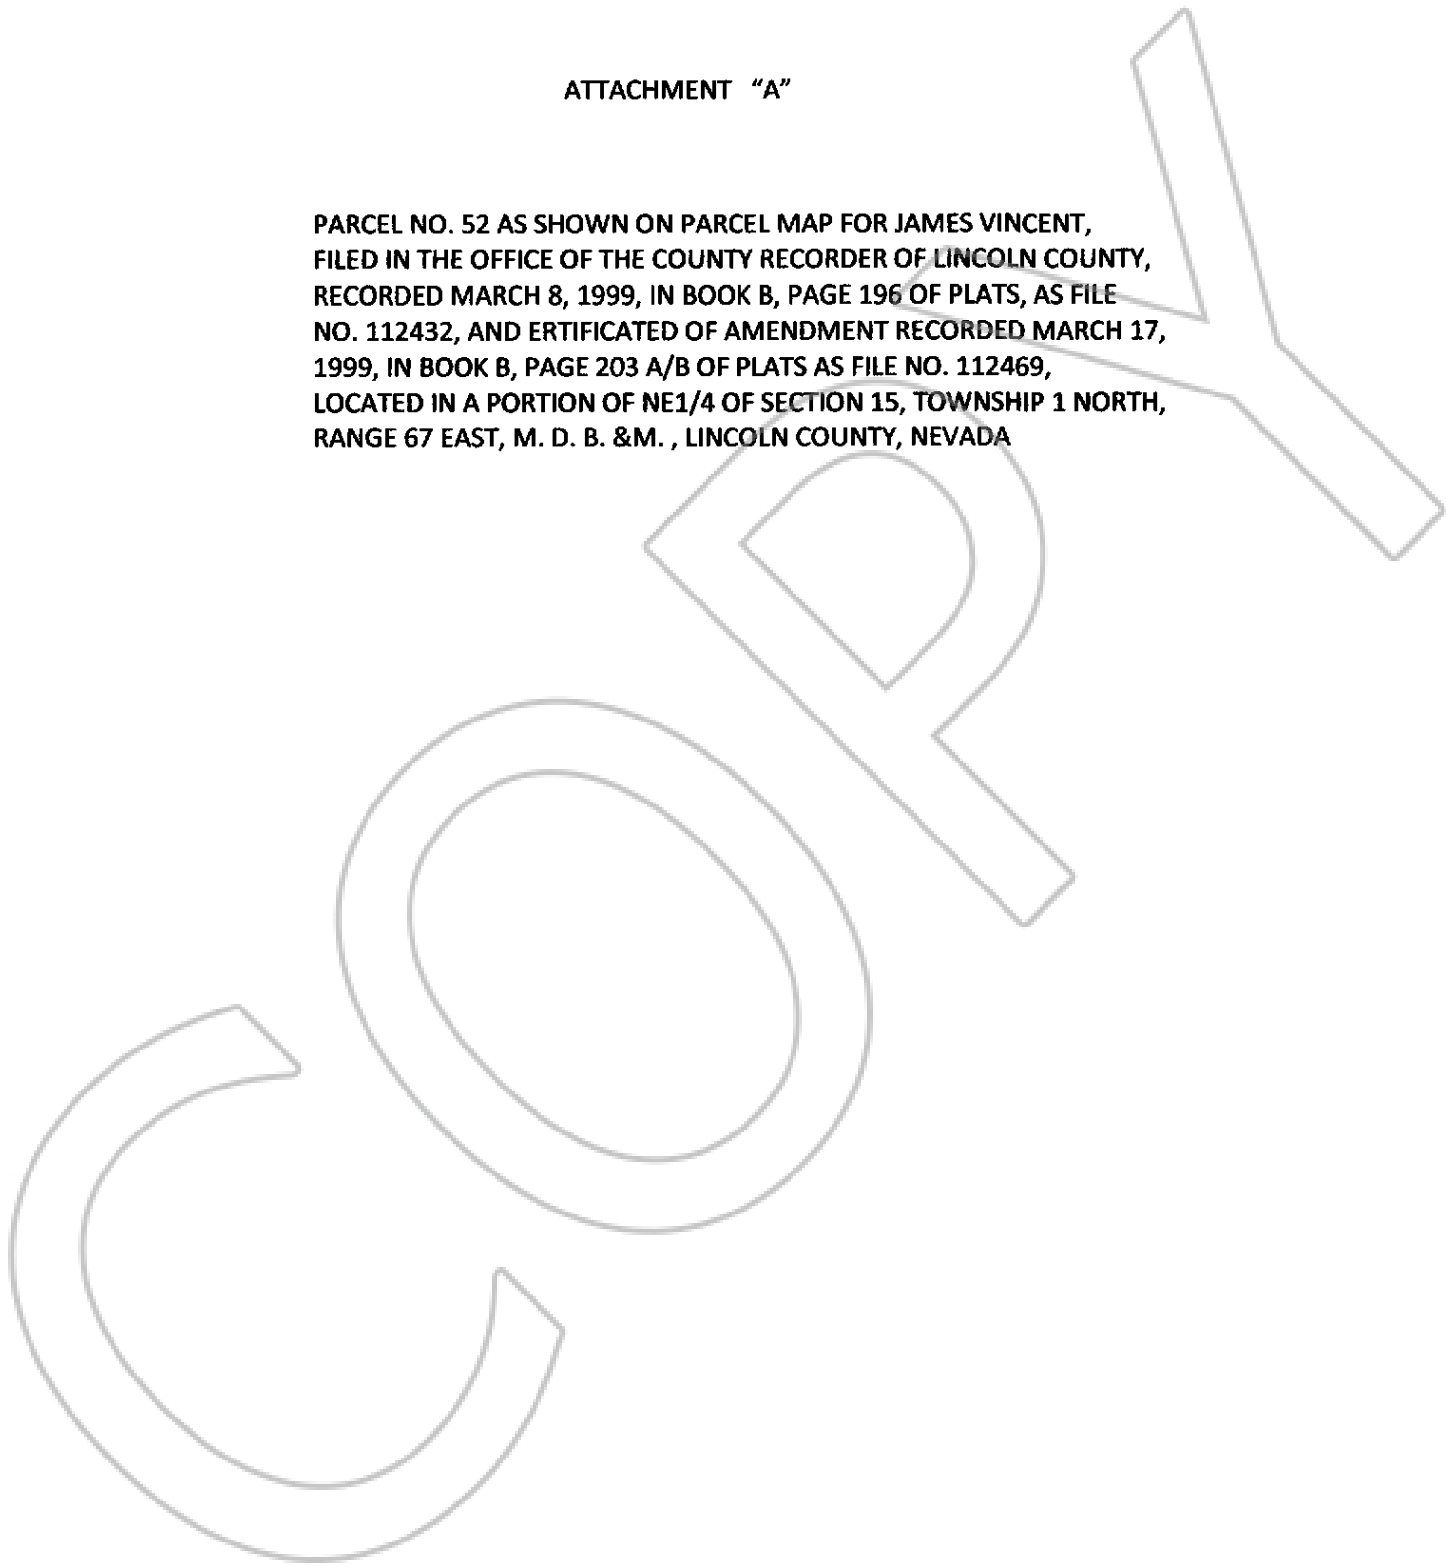 ATTACHMENT “A”
PARCEL NO. 52 AS SHOWN ON PARCEL MAP FOR JAMES VINCENT,
FILED IN THE OFFICE OF THE COUNTY RECORDER OF LINCOLN COUNTY,
RECORDED MARCH 8, 1999, IN BOOK B, PAGE 196 OF PLATS, AS FILE
NO. 112432, AND ERTIFICATED OF AMENDMENT RECORDED MARCH 17,
1999, IN BOOK B, PAGE 203 A/B OF PLATS AS FILE NO. 112469,
LOCATED IN A PORTION OF NE1/4 OF SECTION 15, TOWNSHIP 1 NORTH,
RANGE 67 EAST, M. D. B. &M. , LINCOLN COUNTY, NEVADA
COPY